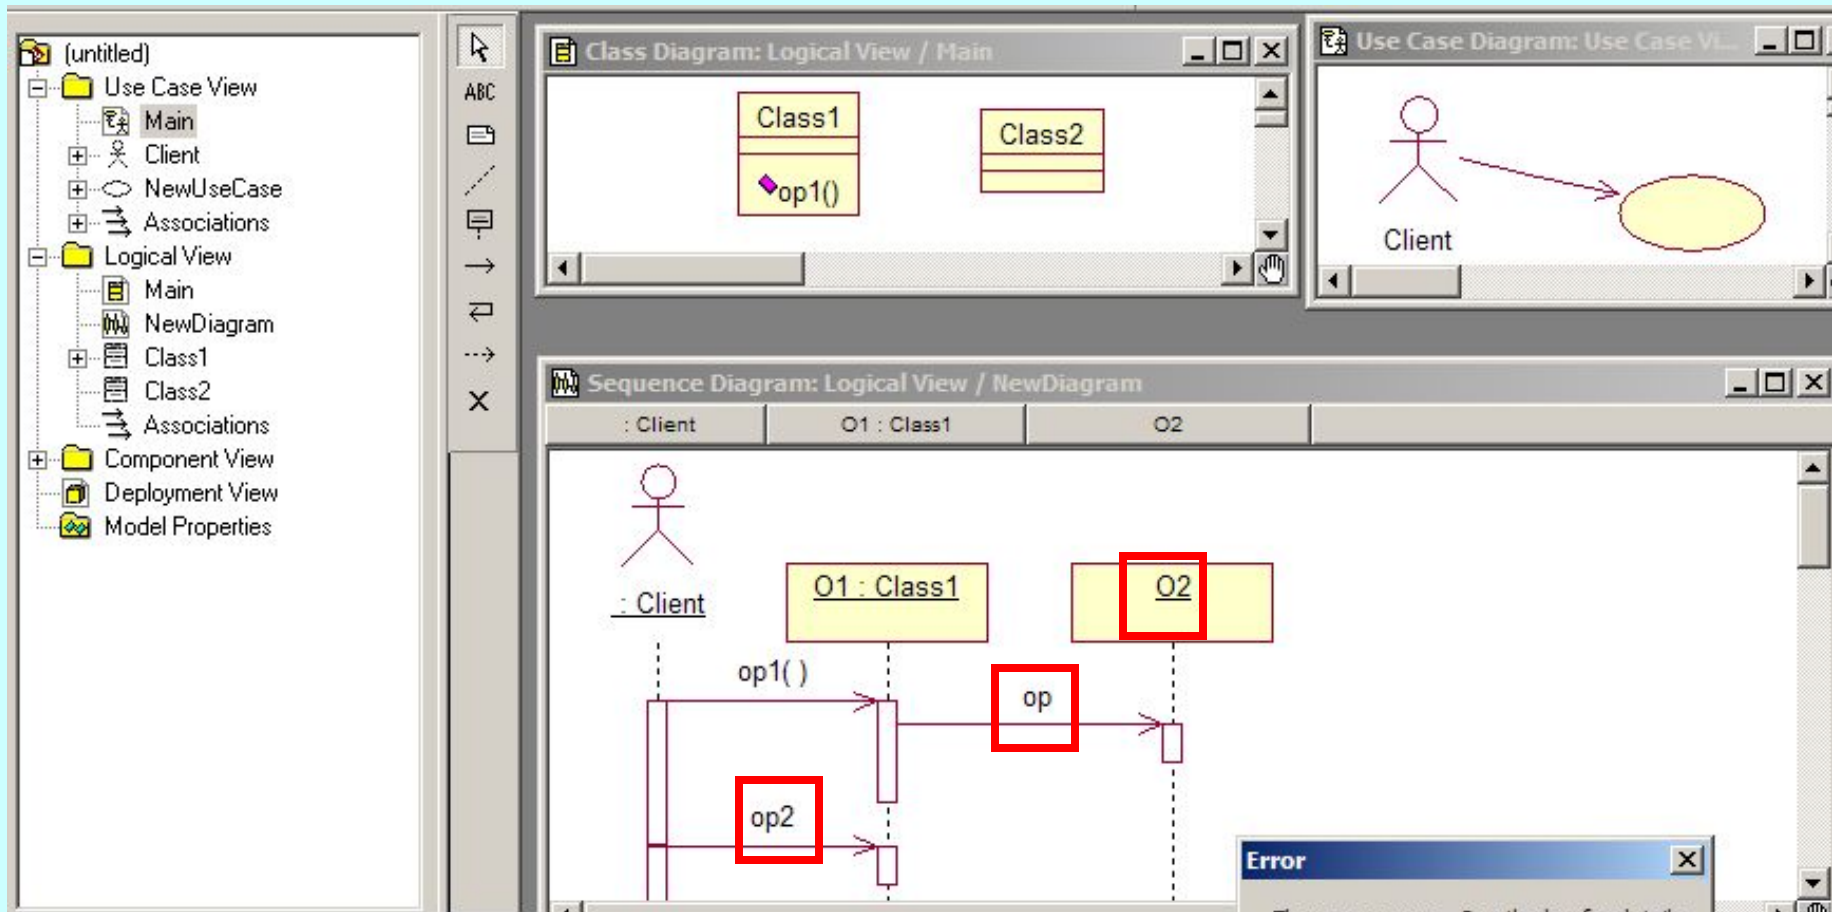 (untitled)
Use Case View
Main
Client
NewUseCase
Associations
Logical View
Main
NewDiagram
Class1
Class2
Associations
Component View
Deployment View
Model Properties
ABC
Class Diagram: Logical View / Main
Class1
op1()
Class2
Use Case Diagram: Use Case Vi...
Client
Sequence Diagram: Logical View / NewDiagram
: Client
O1 : Class1
O2
: Client
O1 : Class1
O2
op1( )
op
op2
Error